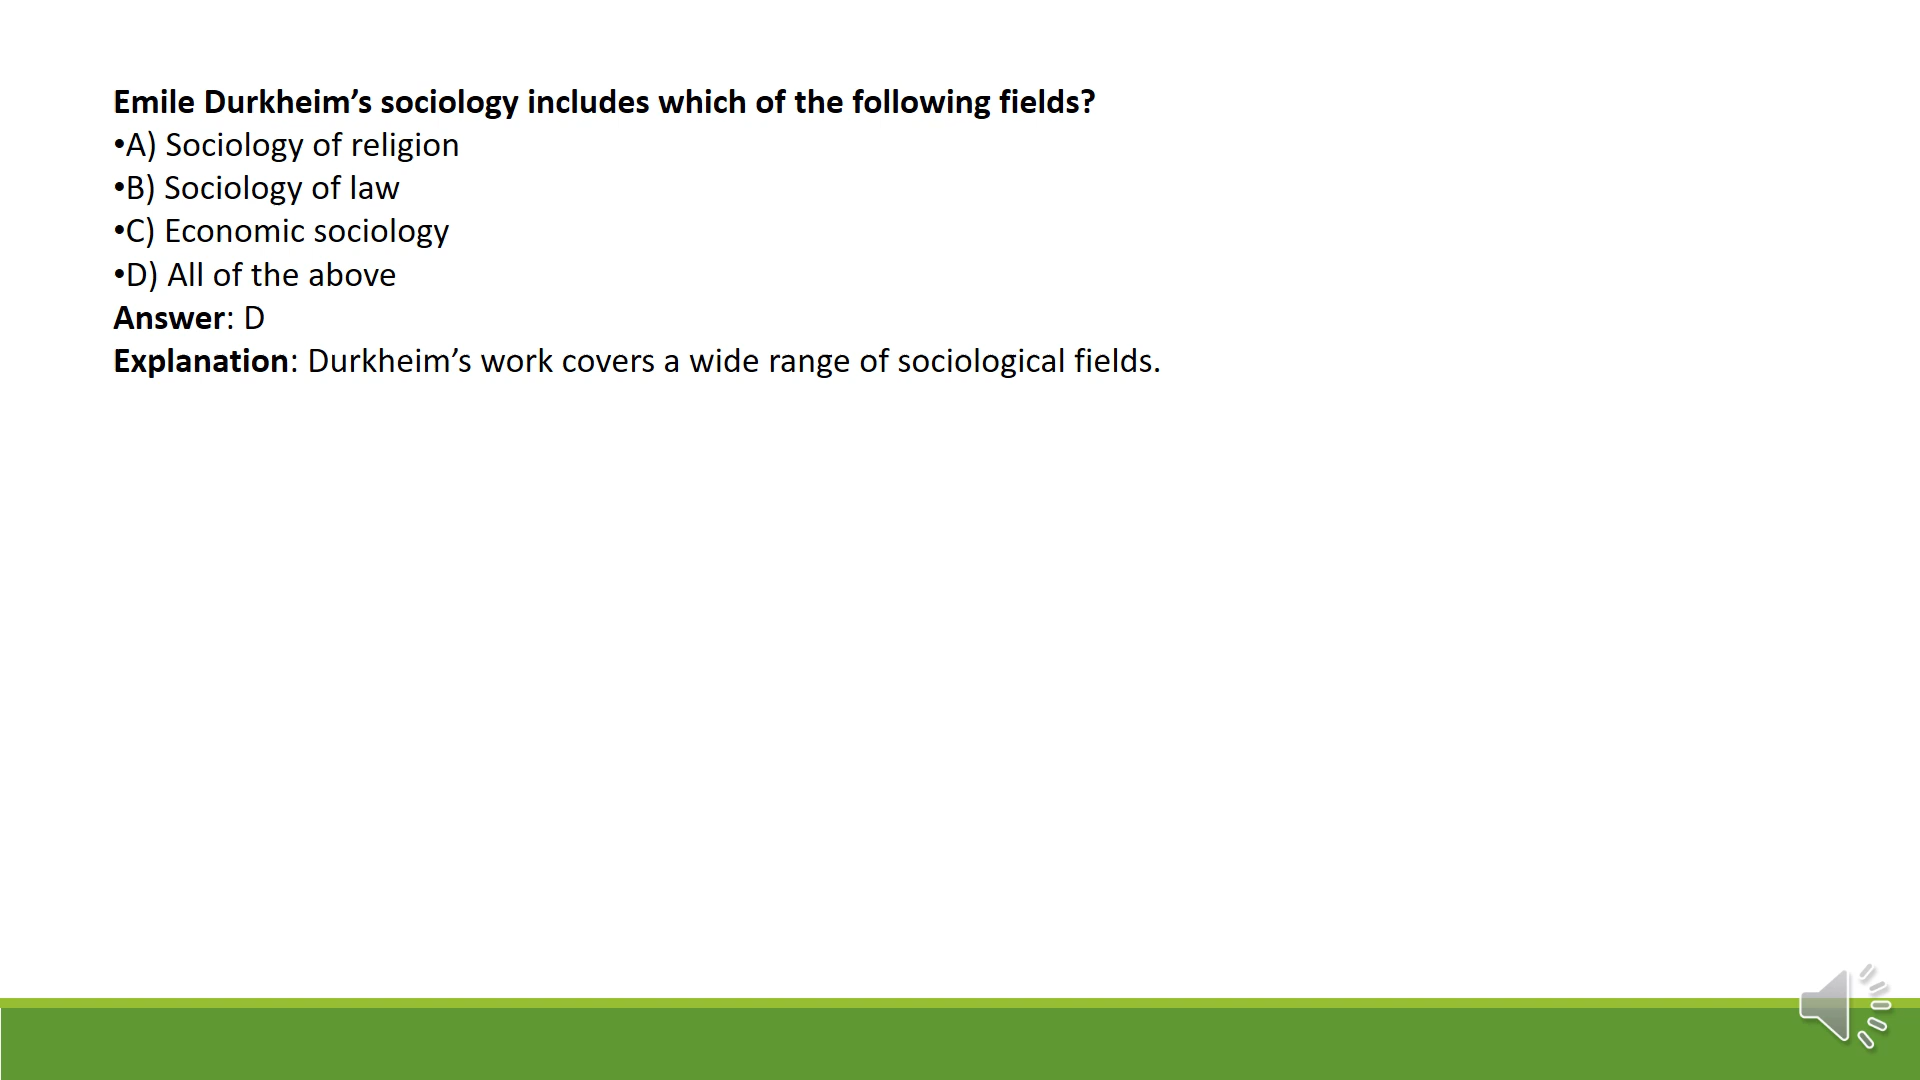 Emile Durkheim’s sociology includes which of the following fields?
•A) Sociology of religion
•B) Sociology of law
•C) Economic sociology
•D) All of the above
Answer: D
Explanation: Durkheim’s work covers a wide range of sociological fields.